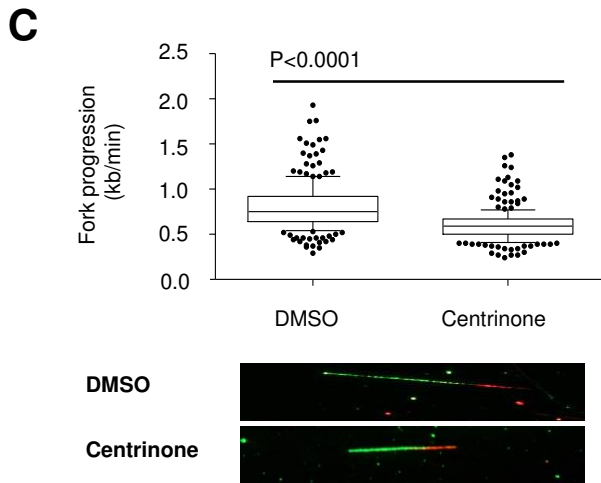 C
P<0.0001
Fork progression
(kb/min)
2.5
2.0
1.5
1.0
0.5
0.0
DMSO Centrinone
DMSO
Centrinone